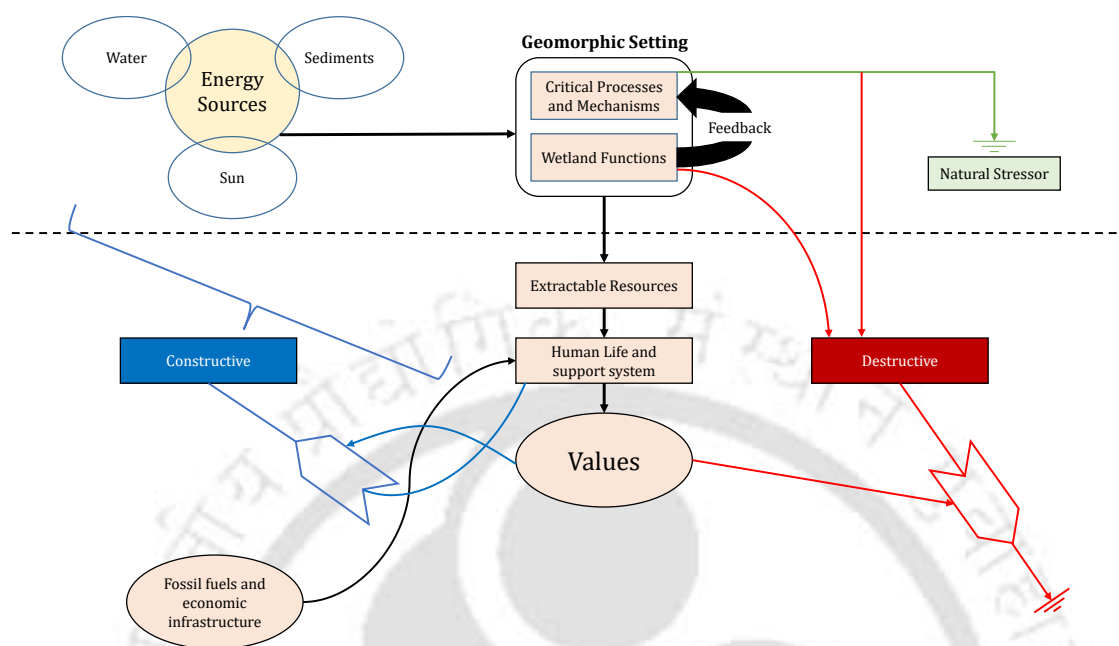 Water
Sediments
Energy
Sources
Sun
Geomorphic Setting
Critical Processes
and Mechanisms
Feedback
Wetland Functions
Natural Stressor
Extractable Resources
Constructive
Human Life and
support system
Destructive
Values
Fossil fuels and
economic
infrastructure